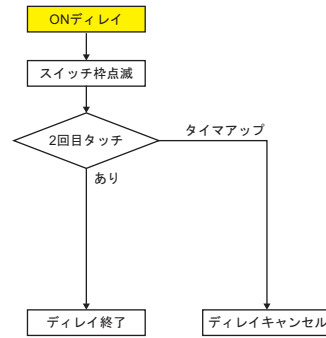 ONディレイ
スイッチ枠点滅
2回目タッチ
タイマアップ
あり
ディレイ終了
ディレイキャンセル